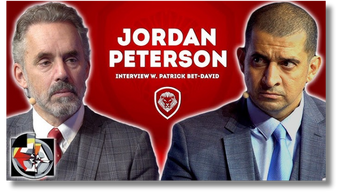 JORDAN
PETERSON
INTERVIEW W. PATRICK BET-DAVID